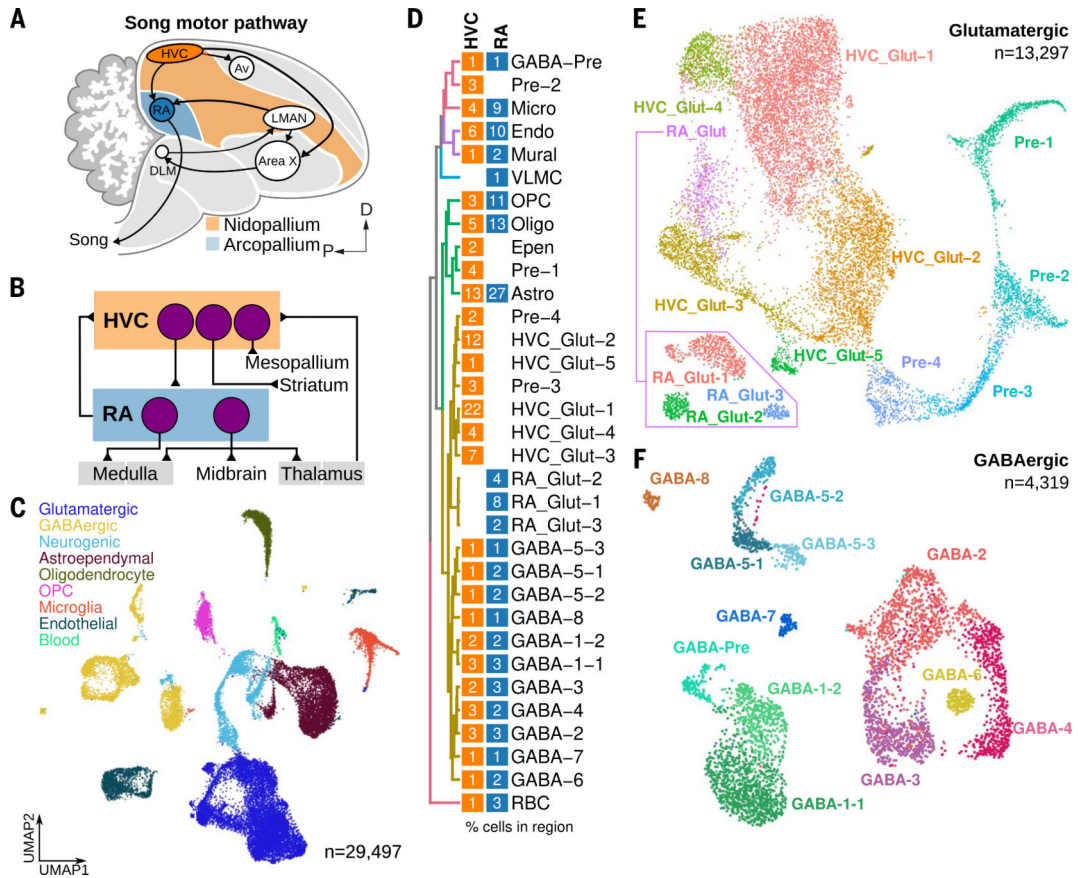 A
Song motor pathway
HVC
Av
RA
LMAN
Area X
DLM
Song
Nidopallium
Arcopallium
D
P
B
HVC
Mesopallium
Striatum
RA
Medulla
Midbrain
Thalamus
C
Glutamatergic
GABAergic
Neurogenic
Astroependymal
Oligodendrocyte
OPC
Microglia
Endothelial
Blood
UMAP2
UMAP1
n=29,497
D
HVC RA
1 1 GABA-Pre
3 Pre-2
4 9 Micro
6 10 Endo
1 2 Mural
1 VLMC
3 11 OPC
5 13 Oligo
2 Epen
4 Pre-1
13 27 Astro
2 Pre-4
12 HVC_Glut-2
1 HVC_Glut-5
3 Pre-3
22 HVC_Glut-1
4 HVC_Glut-4
7 HVC_Glut-3
4 RA_Glut-2
8 RA_Glut-1
2 RA_Glut-3
1 1 GABA-5-3
1 2 GABA-5-1
1 2 GABA-5-2
1 1 GABA-8
2 2 GABA-1-2
3 3 GABA-1-1
2 3 GABA-3
3 2 GABA-4
3 3 GABA-2
1 1 GABA-7
1 2 GABA-6
1 3 RBC
% cells in region
E
Glutamatergic
n=13,297
HVC_Glut-1
HVC_Glut-4
RA_Glut
Pre-1
HVC_Glut-2
Pre-2
HVC_Glut-3
HVC_Glut-5
Pre-4
RA_Glut-1
RA_Glut-3
Pre-3
RA_Glut-2
F
GABAergic
n=4,319
GABA-8
GABA-5-2
GABA-5-3
GABA-5-1
GABA-2
GABA-7
GABA-Pre
GABA-6
GABA-1-2
GABA-4
GABA-3
GABA-1-1